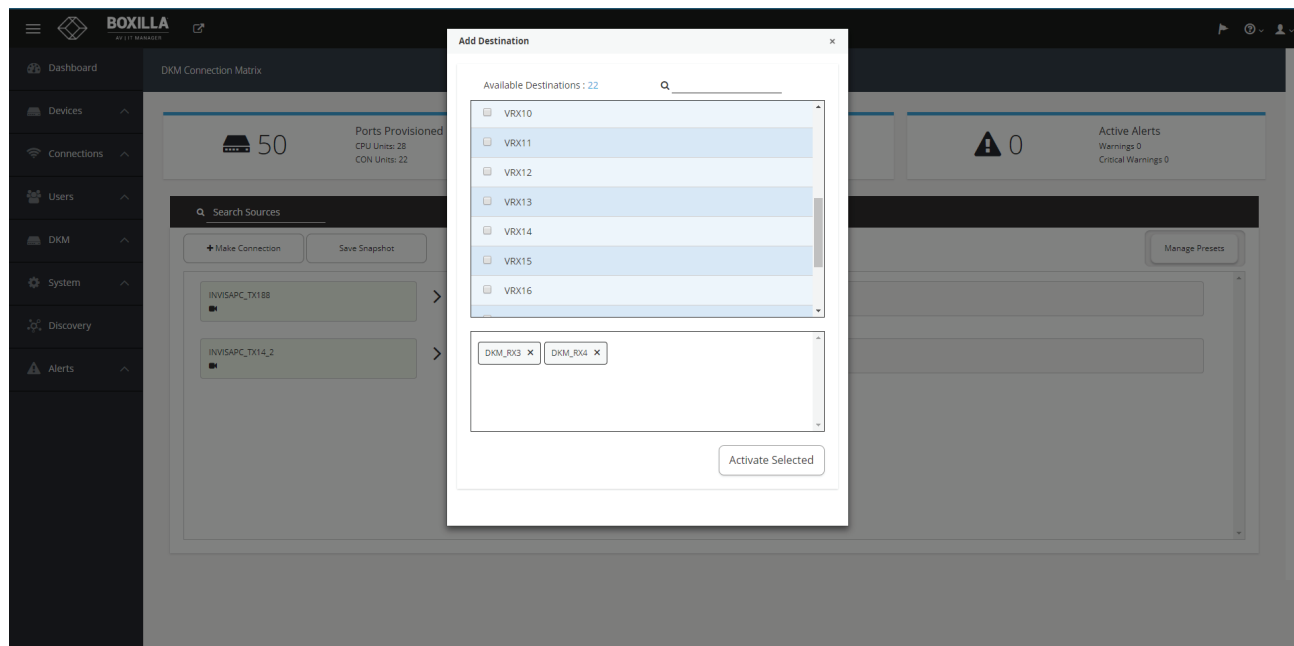 BOXILLA
AV | IT MANAGER
Dashboard
Devices
Connections
Users
DKM
System
Discovery
Alerts
DKM Connection Matrix
50
Ports Provisioned
CPU Units: 28
CON Units: 22
0
Active Alerts
Warnings 0
Critical Warnings 0
Search Sources
+ Make Connection
Save Snapshot
Manage Presets
INVISAPC_TX188
INVISAPC_TX14_2
Add Destination ×
Available Destinations : 22
VRX10
VRX11
VRX12
VRX13
VRX14
VRX15
VRX16
DKM_RX3 × DKM_RX4 ×
Activate Selected